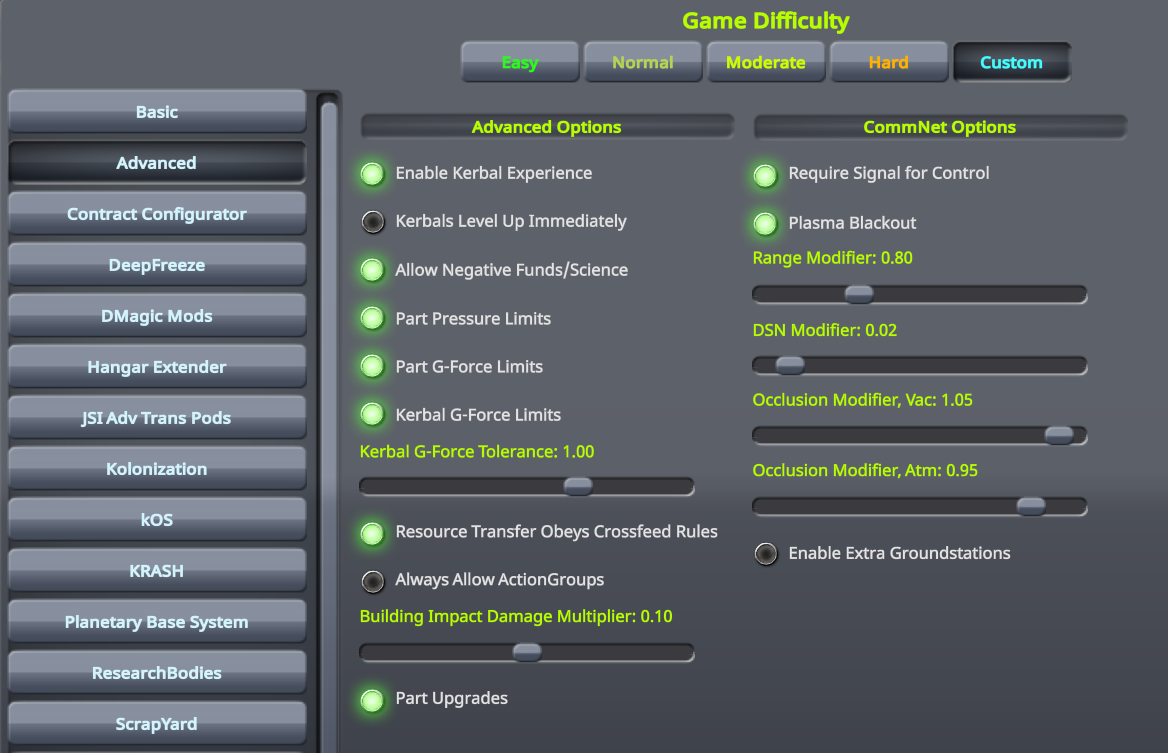 Game Difficulty
Easy
Normal
Moderate
Hard
Custom
Basic
Advanced
Contract Configurator
DeepFreeze
DMagic Mods
Hangar Extender
JSI Adv Trans Pods
Kolonization
kOS
KRASH
Planetary Base System
ResearchBodies
ScrapYard
Advanced Options
Enable Kerbal Experience
Kerbals Level Up Immediately
Allow Negative Funds/Science
Part Pressure Limits
Part G-Force Limits
Kerbal G-Force Limits
Kerbal G-Force Tolerance: 1.00
Resource Transfer Obeys Crossfeed Rules
Always Allow ActionGroups
Building Impact Damage Multiplier: 0.10
Part Upgrades
CommNet Options
Require Signal for Control
Plasma Blackout
Range Modifier: 0.80
DSN Modifier: 0.02
Occlusion Modifier, Vac: 1.05
Occlusion Modifier, Atm: 0.95
Enable Extra Groundstations